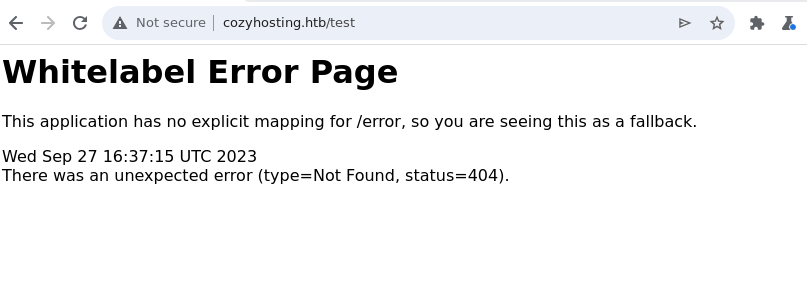 Not secure cozyhosting.htb/test
Whitelabel Error Page
This application has no explicit mapping for /error, so you are seeing this as a fallback.
Wed Sep 27 16:37:15 UTC 2023
There was an unexpected error (type=Not Found, status=404).